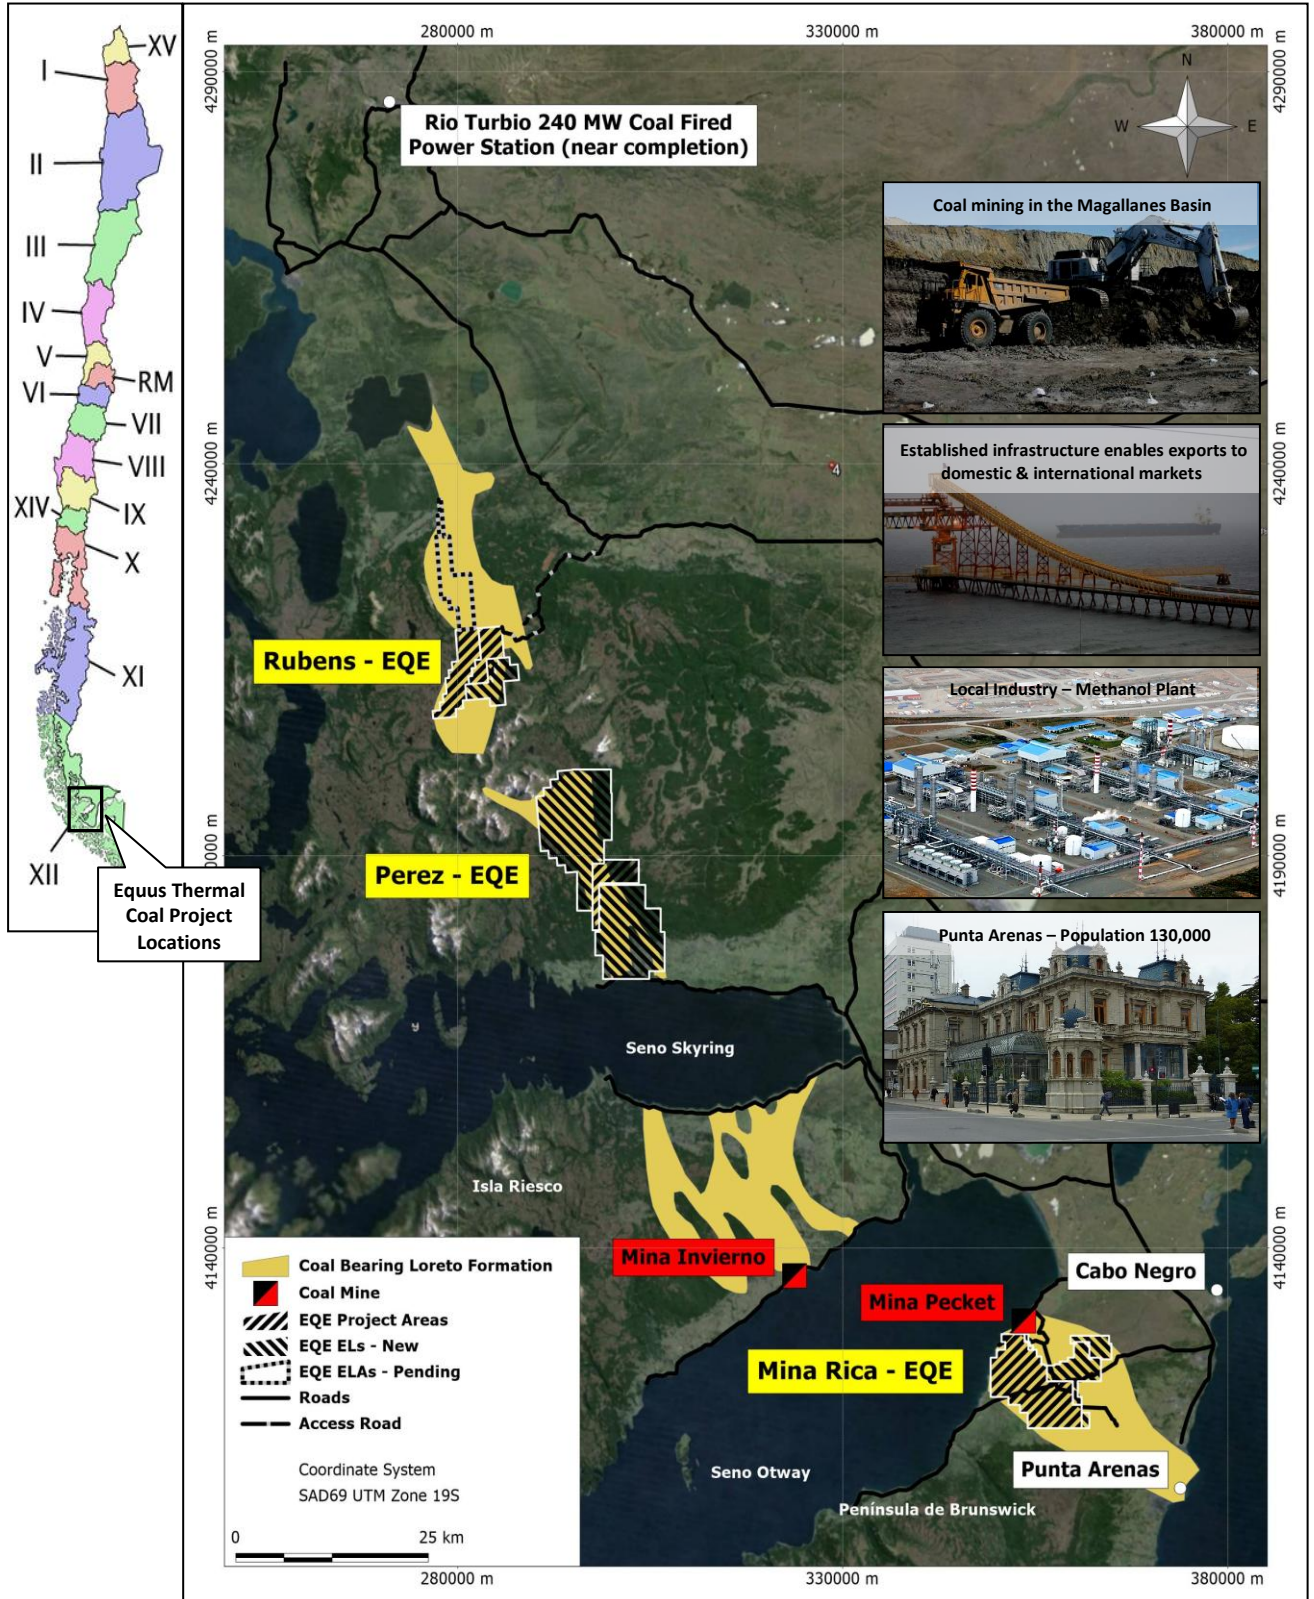 XV
I
II
III
IV
V
RM
VI
VII
VIII
XIV
IX
X
XI
XII
Equus Thermal
Coal Project
Locations
280000 m
330000 m
380000 m
4290000 m
4290000 m
N
W
E
S
Rio Turbio 240 MW Coal Fired
Power Station (near completion)
Coal mining in the Magallanes Basin
4240000 m
4240000 m
4
Established infrastructure enables exports to
domestic & international markets
Rubens - EQE
Local Industry – Methanol Plant
0000 m
4190000 m
Perez - EQE
Punta Arenas – Population 130,000
Seno Skyring
Isla Riesco
4140000 m
4140000 m
Mina Invierno
Cabo Negro
Mina Pecket
Mina Rica - EQE
Punta Arenas
Seno Otway
Península de Brunswick
Coal Bearing Loreto Formation
Coal Mine
EQE Project Areas
EQE ELs - New
EQE ELAs - Pending
Roads
Access Road
Coordinate System
SAD69 UTM Zone 19S
0
25 km
280000 m
330000 m
380000 m